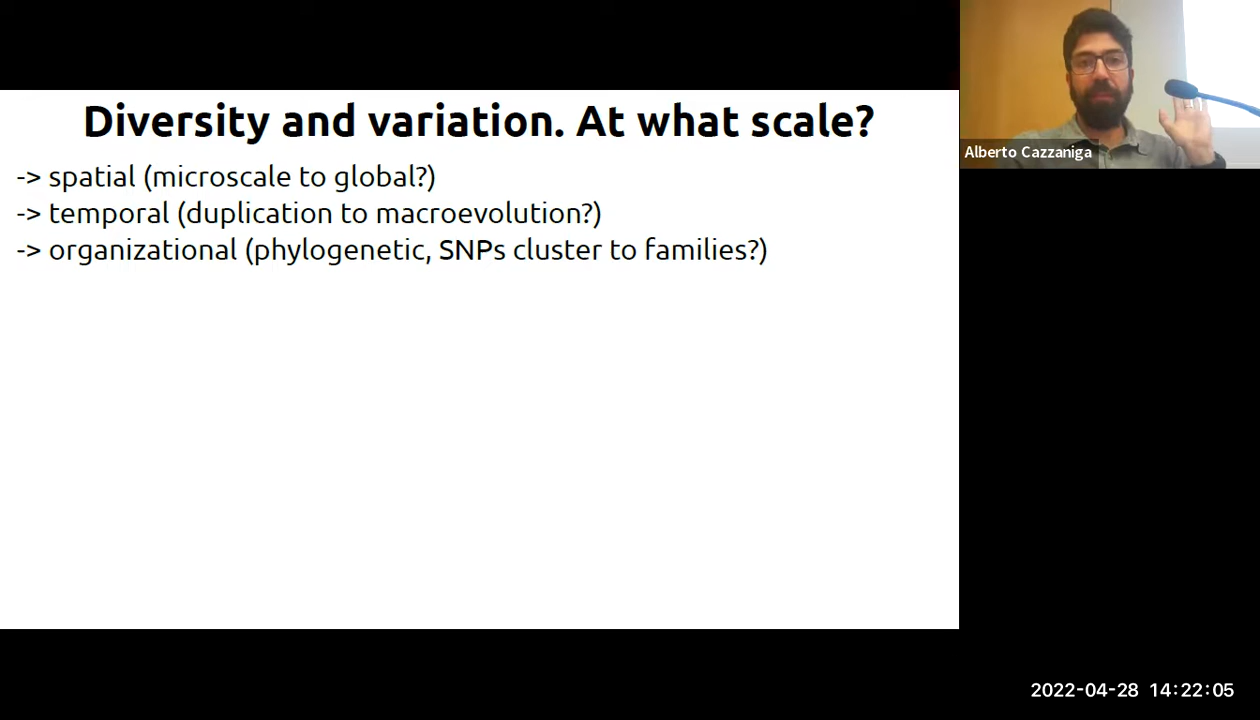 Diversity and variation. At what scale?
-> spatial (microscale to global?)
-> temporal (duplication to macroevolution?)
-> organizational (phylogenetic, SNPs cluster to families?)
Alberto Cazzaniga
2022-04-28 14:22:05